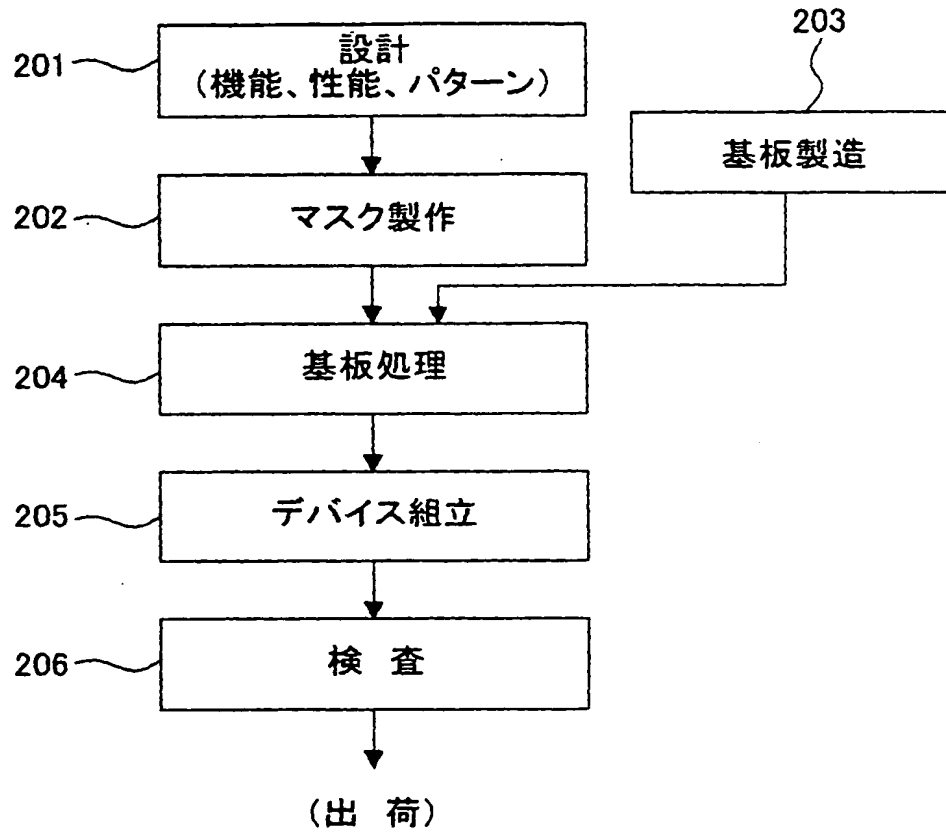 201
設計
(機能、性能、パターン)
203
基板製造
202
マスク製作
204
基板処理
205
デバイス組立
206
検 査
(出 荷)